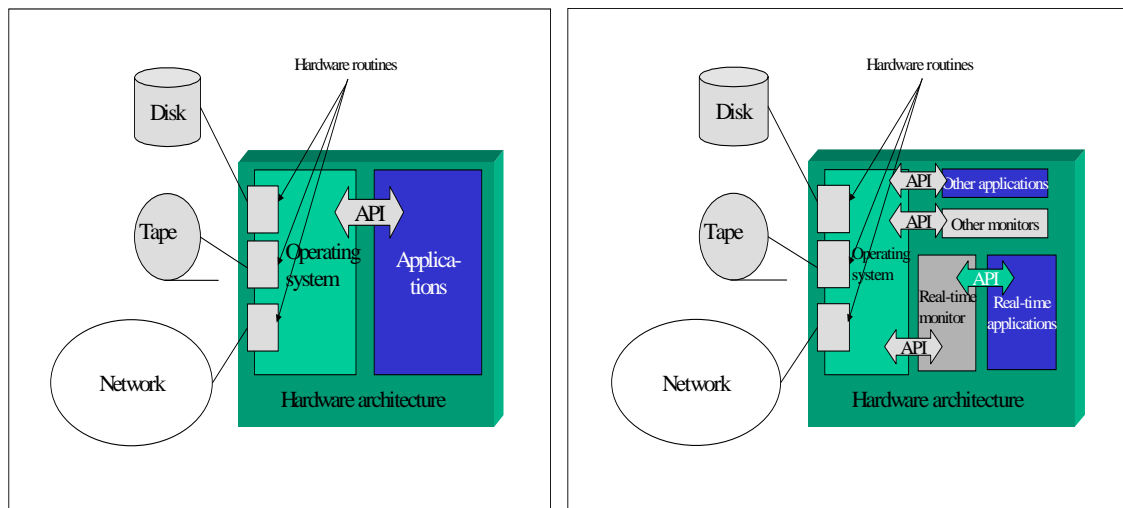 Hardware routines
Disk
Tape
Network
API
Operating
system
Applica-
tions
Hardware architecture
Hardware routines
Disk
Tape
Network
API
Other applications
API
Other monitors
Operating
system
API
Real-time
monitor
Real-time
applications
API
Hardware architecture